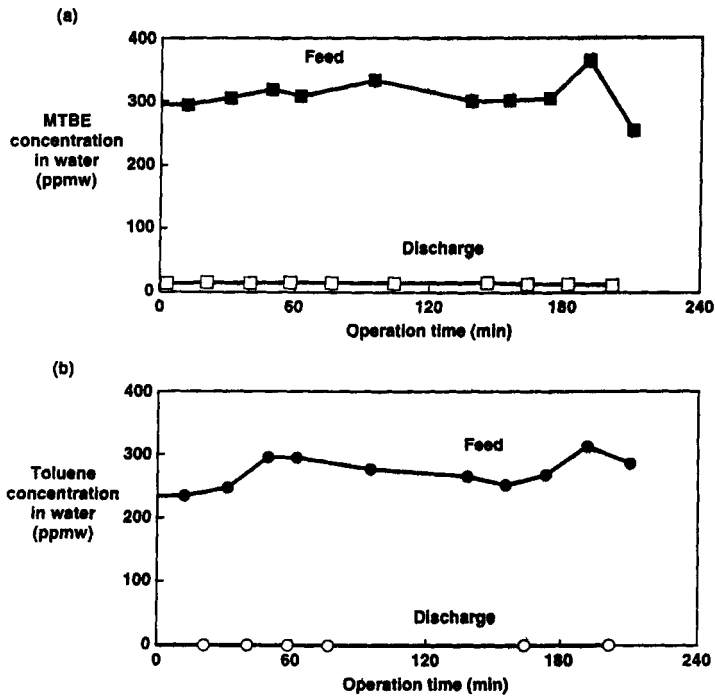 (a)
400
Feed
300
MTBE
concentration
in water
(ppmw)
200
100
Discharge
0
0 60 120 180 240
Operation time (min)
(b)
400
Feed
300
Toluene
concentration
in water
(ppmw)
200
100
Discharge
0
0 60 120 180 240
Operation time (min)